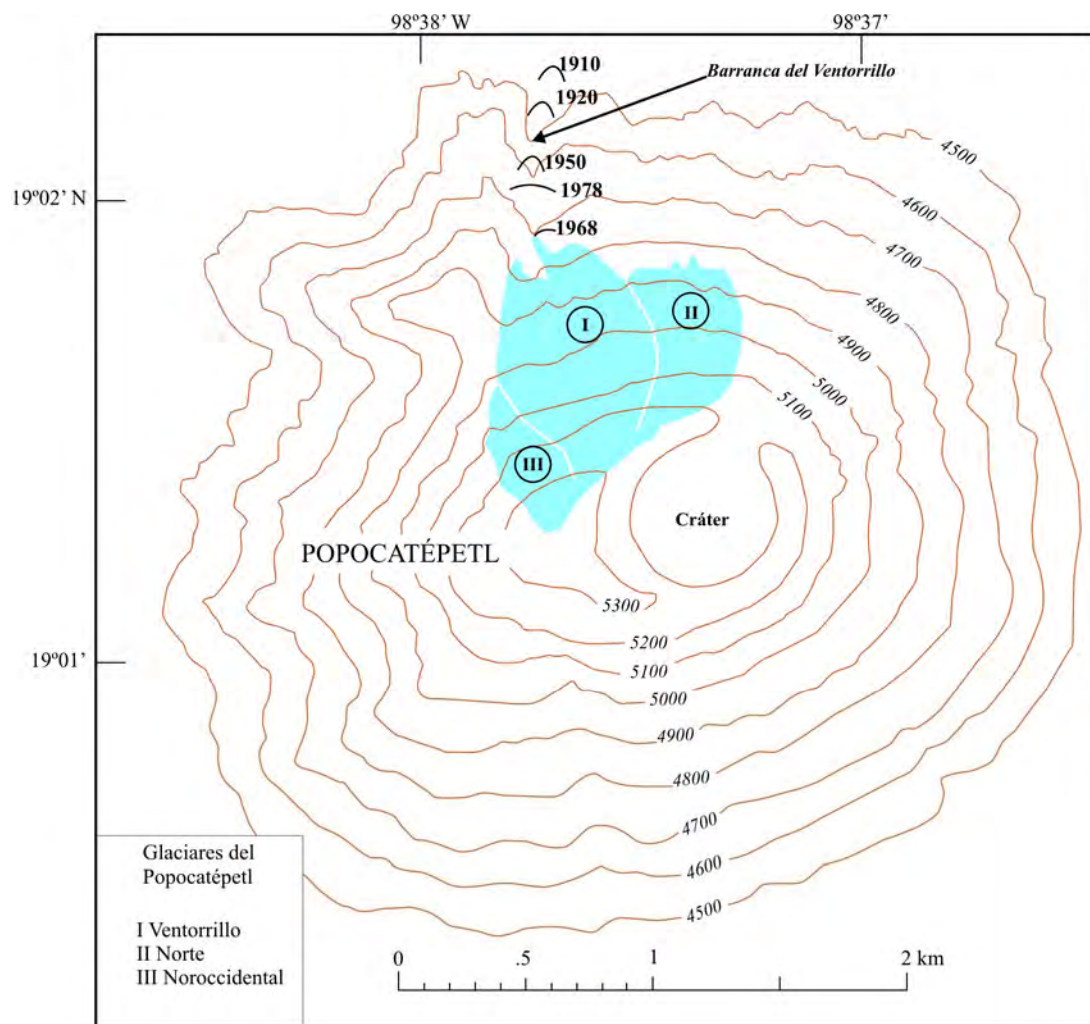 98º38' W
98º37'
1910
Barranca del Ventorrillo
1920
4500
1950
1978
19º02' N
4600
1968
4700
4800
I
II
4900
5000
5100
III
Cráter
POPOCATÉPETL
5300
5200
19º01'
5100
5000
4900
4800
4700
4600
4500
Glaciares del
Popocatépetl
I Ventorrillo
II Norte
III Noroccidental
0 .5 1 2 km